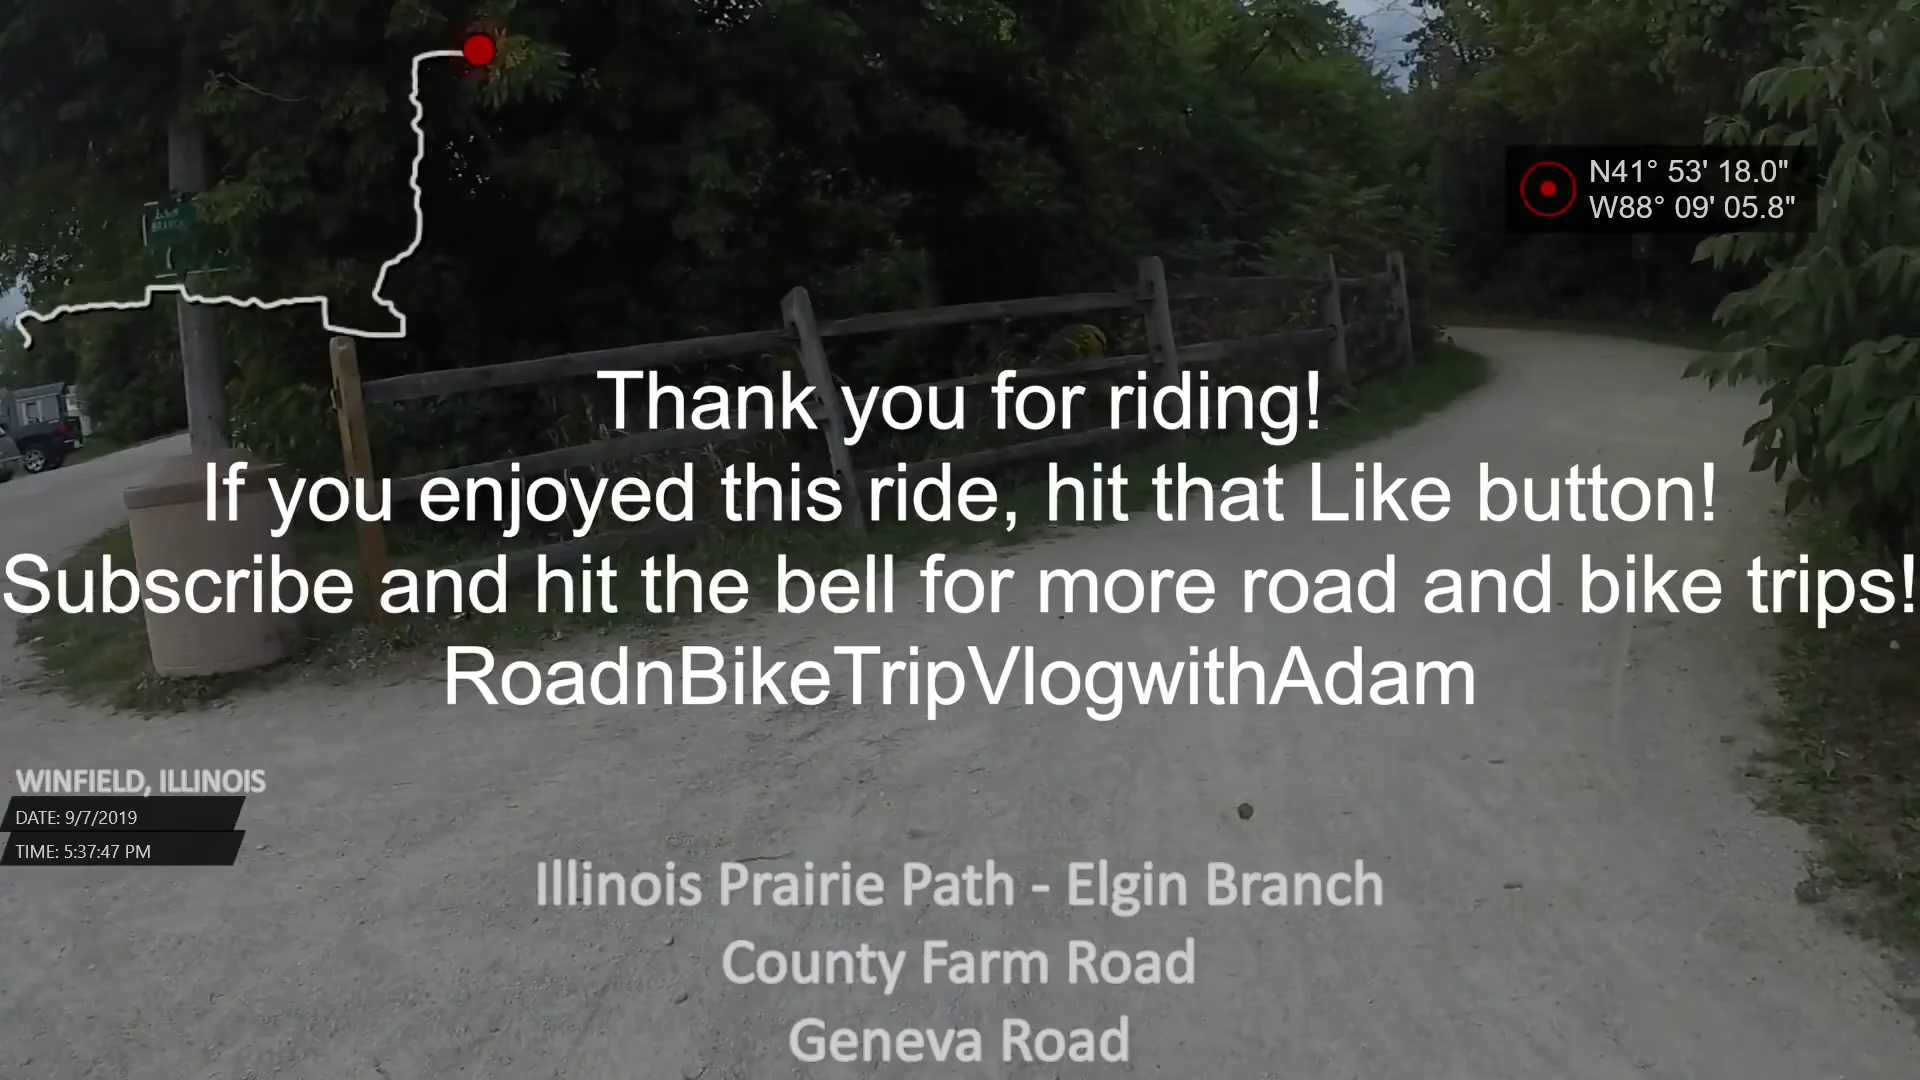 N41° 53' 18.0"
W88° 09' 05.8"
BRANCH
Thank you for riding!
If you enjoyed this ride, hit that Like button!
Subscribe and hit the bell for more road and bike trips!
RoadnBikeTripVlogwithAdam
WINFIELD, ILLINOIS
DATE: 9/7/2019
TIME: 5:37:47 PM
Illinois Prairie Path - Elgin Branch
County Farm Road
Geneva Road